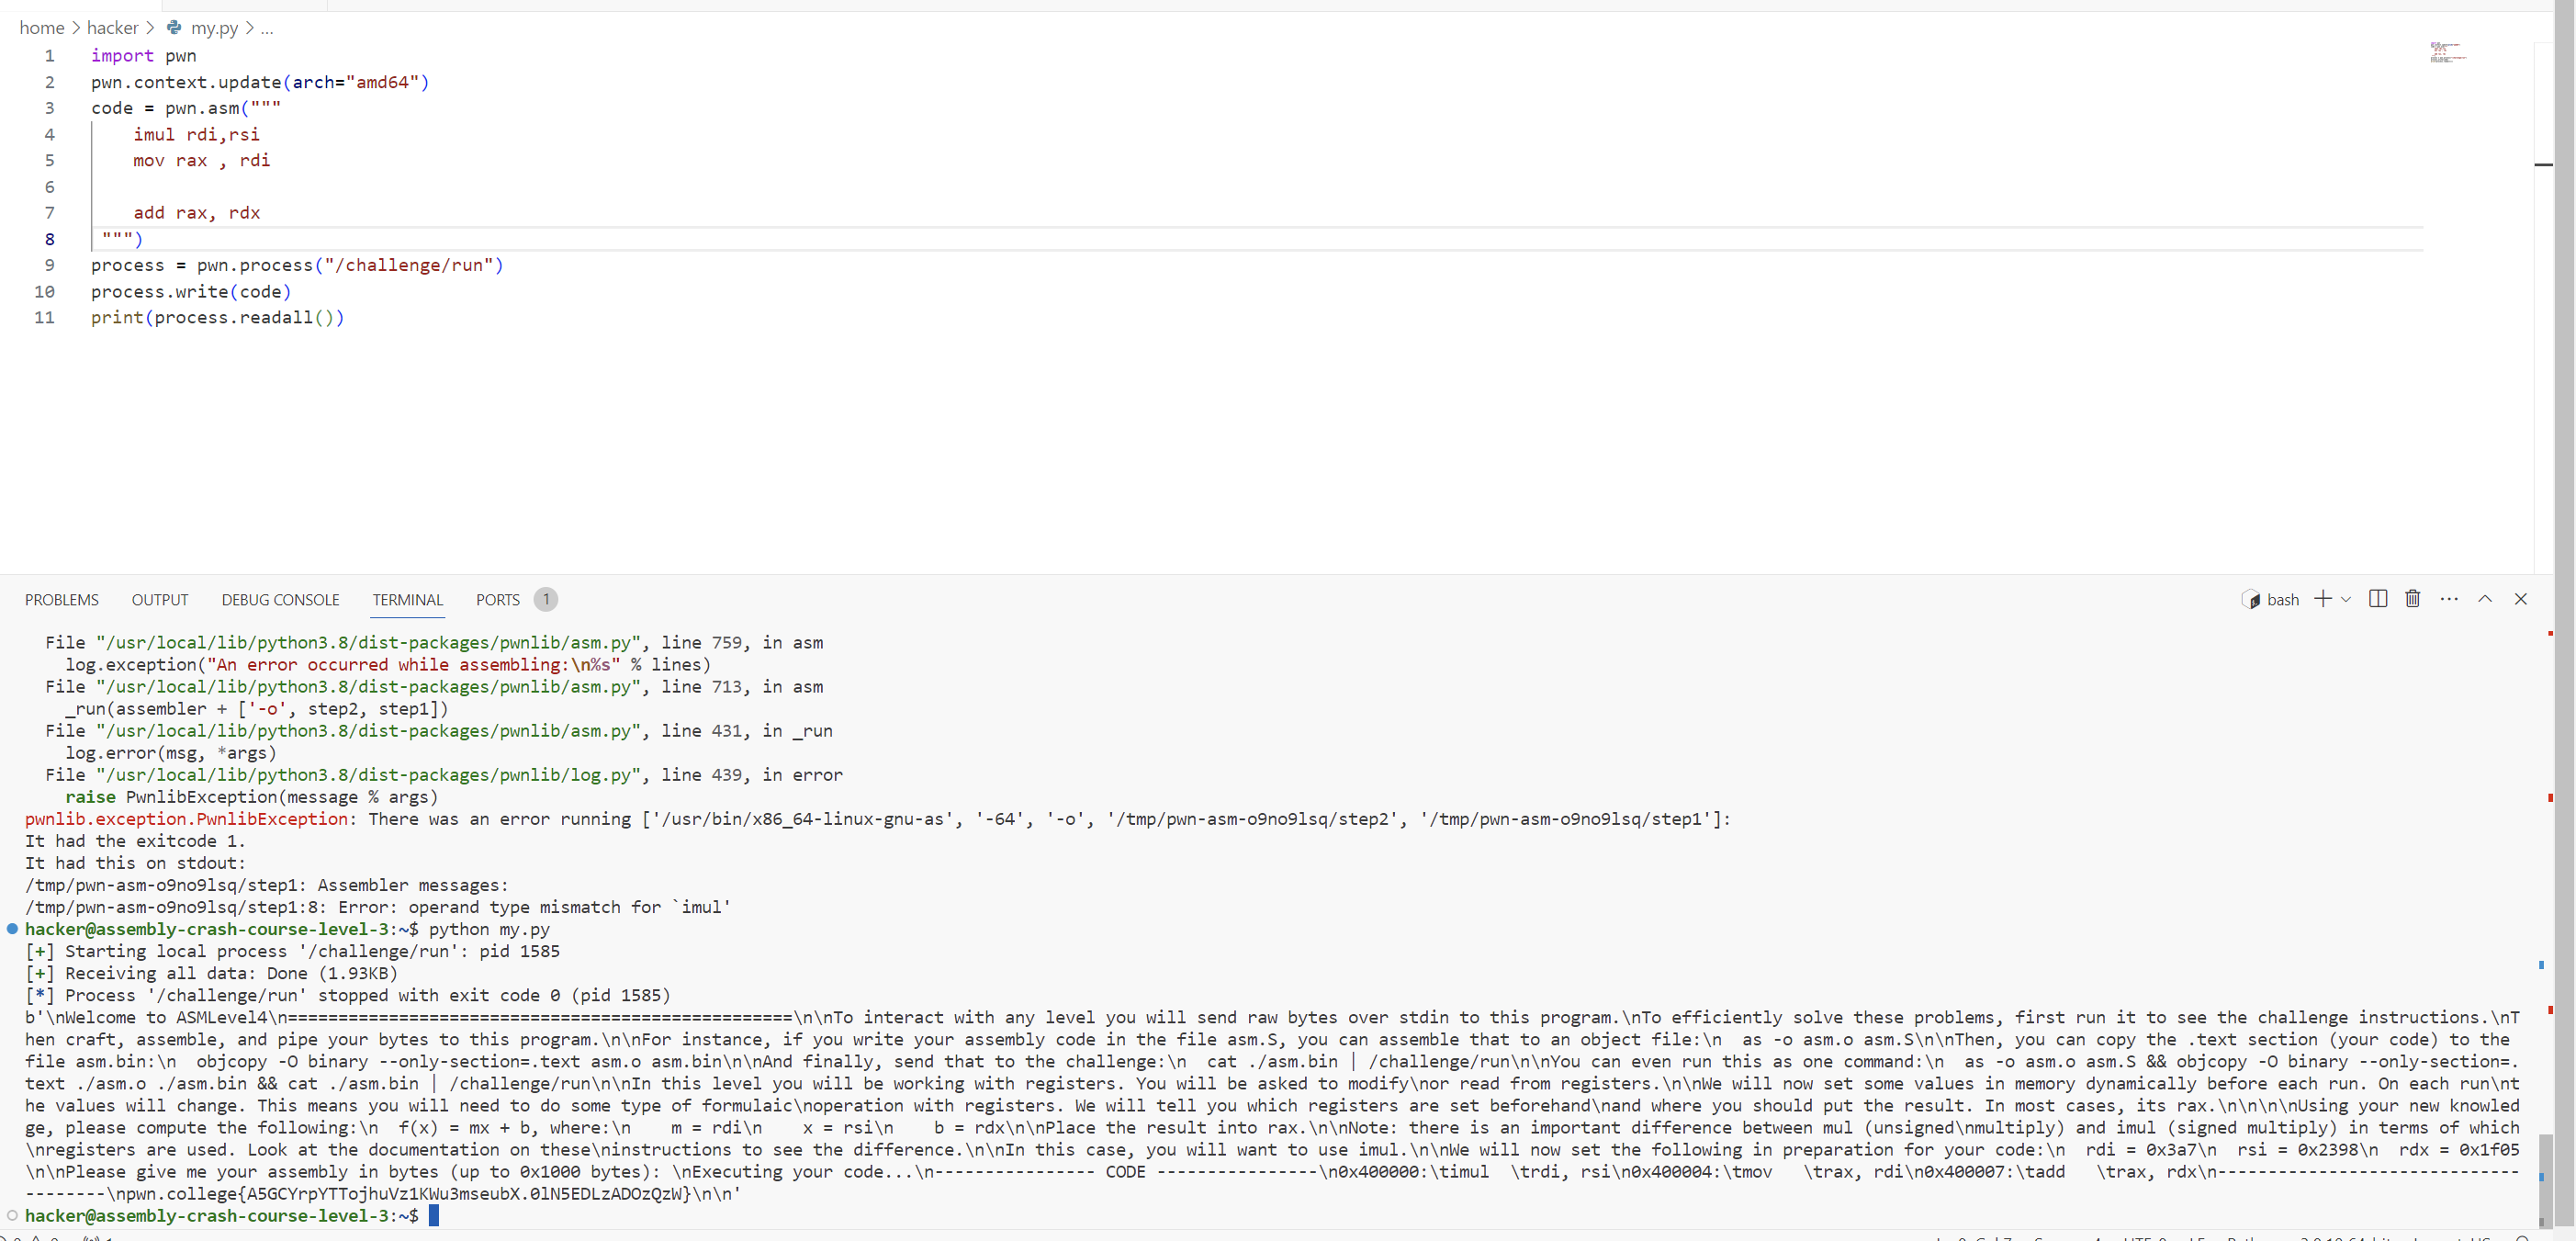 home > hacker > my.py > ...
1 import pwn
2 pwn.context.update(arch="amd64")
3 code = pwn.asm("""
4 imul rdi,rsi
5 mov rax , rdi
6
7 add rax, rdx
8 """)
9 process = pwn.process("/challenge/run")
10 process.write(code)
11 print(process.readall())
PROBLEMS OUTPUT DEBUG CONSOLE TERMINAL PORTS 1 bash
File "/usr/local/lib/python3.8/dist-packages/pwnlib/asm.py", line 759, in asm
log.exception("An error occurred while assembling:\n%s" % lines)
File "/usr/local/lib/python3.8/dist-packages/pwnlib/asm.py", line 713, in asm
_run(assembler + ['-o', step2, step1])
File "/usr/local/lib/python3.8/dist-packages/pwnlib/asm.py", line 431, in _run
log.error(msg, *args)
File "/usr/local/lib/python3.8/dist-packages/pwnlib/log.py", line 439, in error
raise PwnlibException(message % args)
pwnlib.exception.PwnlibException: There was an error running ['/usr/bin/x86_64-linux-gnu-as', '-64', '-o', '/tmp/pwn-asm-o9no9lsq/step2', '/tmp/pwn-asm-o9no9lsq/step1']:
It had the exitcode 1.
It had this on stdout:
/tmp/pwn-asm-o9no9lsq/step1: Assembler messages:
/tmp/pwn-asm-o9no9lsq/step1:8: Error: operand type mismatch for `imul'
hacker@assembly-crash-course-level-3:~$ python my.py
[+] Starting local process '/challenge/run': pid 1585
[+] Receiving all data: Done (1.93KB)
[*] Process '/challenge/run' stopped with exit code 0 (pid 1585)
b'\nWelcome to ASMLevel4\n==================================================\n\nTo interact with any level you will send raw bytes over stdin to this program.\nTo efficiently solve these problems, first run it to see the challenge instructions.\nT
hen craft, assemble, and pipe your bytes to this program.\n\nFor instance, if you write your assembly code in the file asm.S, you can assemble that to an object file:\n  as -o asm.o asm.S\n\nThen, you can copy the .text section (your code) to the
file asm.bin:\n  objcopy -O binary --only-section=.text asm.o asm.bin\n\nAnd finally, send that to the challenge:\n  cat ./asm.bin | /challenge/run\n\nYou can even run this as one command:\n  as -o asm.o asm.S && objcopy -O binary --only-section=.
text ./asm.o ./asm.bin && cat ./asm.bin | /challenge/run\n\nIn this level you will be working with registers. You will be asked to modify\nor read from registers.\n\nWe will now set some values in memory dynamically before each run. On each run\nt
he values will change. This means you will need to do some type of formulaic\noperation with registers. We will tell you which registers are set beforehand\nand where you should put the result. In most cases, its rax.\n\n\n\nUsing your new knowled
ge, please compute the following:\n  f(x) = mx + b, where:\n    m = rdi\n    x = rsi\n    b = rdx\n\nPlace the result into rax.\n\nNote: there is an important difference between mul (unsigned\nmultiply) and imul (signed multiply) in terms of which
\nregisters are used. Look at the documentation on these\ninstructions to see the difference.\n\nIn this case, you will want to use imul.\n\nWe will now set the following in preparation for your code:\n  rdi = 0x3a7\n  rsi = 0x2398\n  rdx = 0x1f05
\n\nPlease give me your assembly in bytes (up to 0x1000 bytes): \nExecuting your code...\n---------------- CODE ----------------\n0x400000:\timul  \trdi, rsi\n0x400004:\tmov   \trax, rdi\n0x400007:\tadd   \trax, rdx\n------------------------------
--------\npwn.college{A5GCYrpYTTojhuVz1KWu3mseubX.0lN5EDLzADOzQzW}\n\n'
hacker@assembly-crash-course-level-3:~$